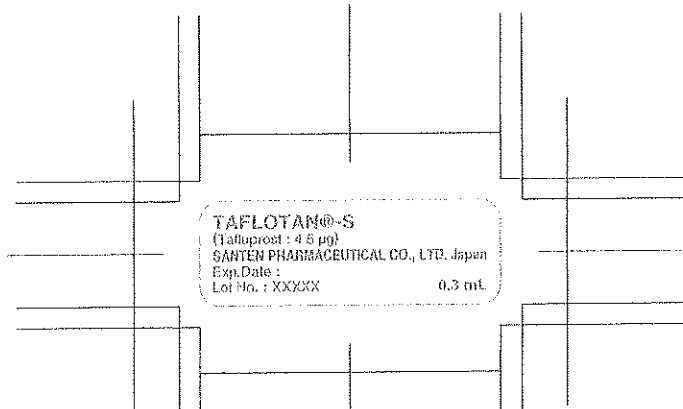 TAFLOTAN®-S
(Tafluprost : 4.5 µg)
SANTEN PHARMACEUTICAL CO., LTD. Japan
Exp.Date :
Lot No. : XXXXX 0.3 mL